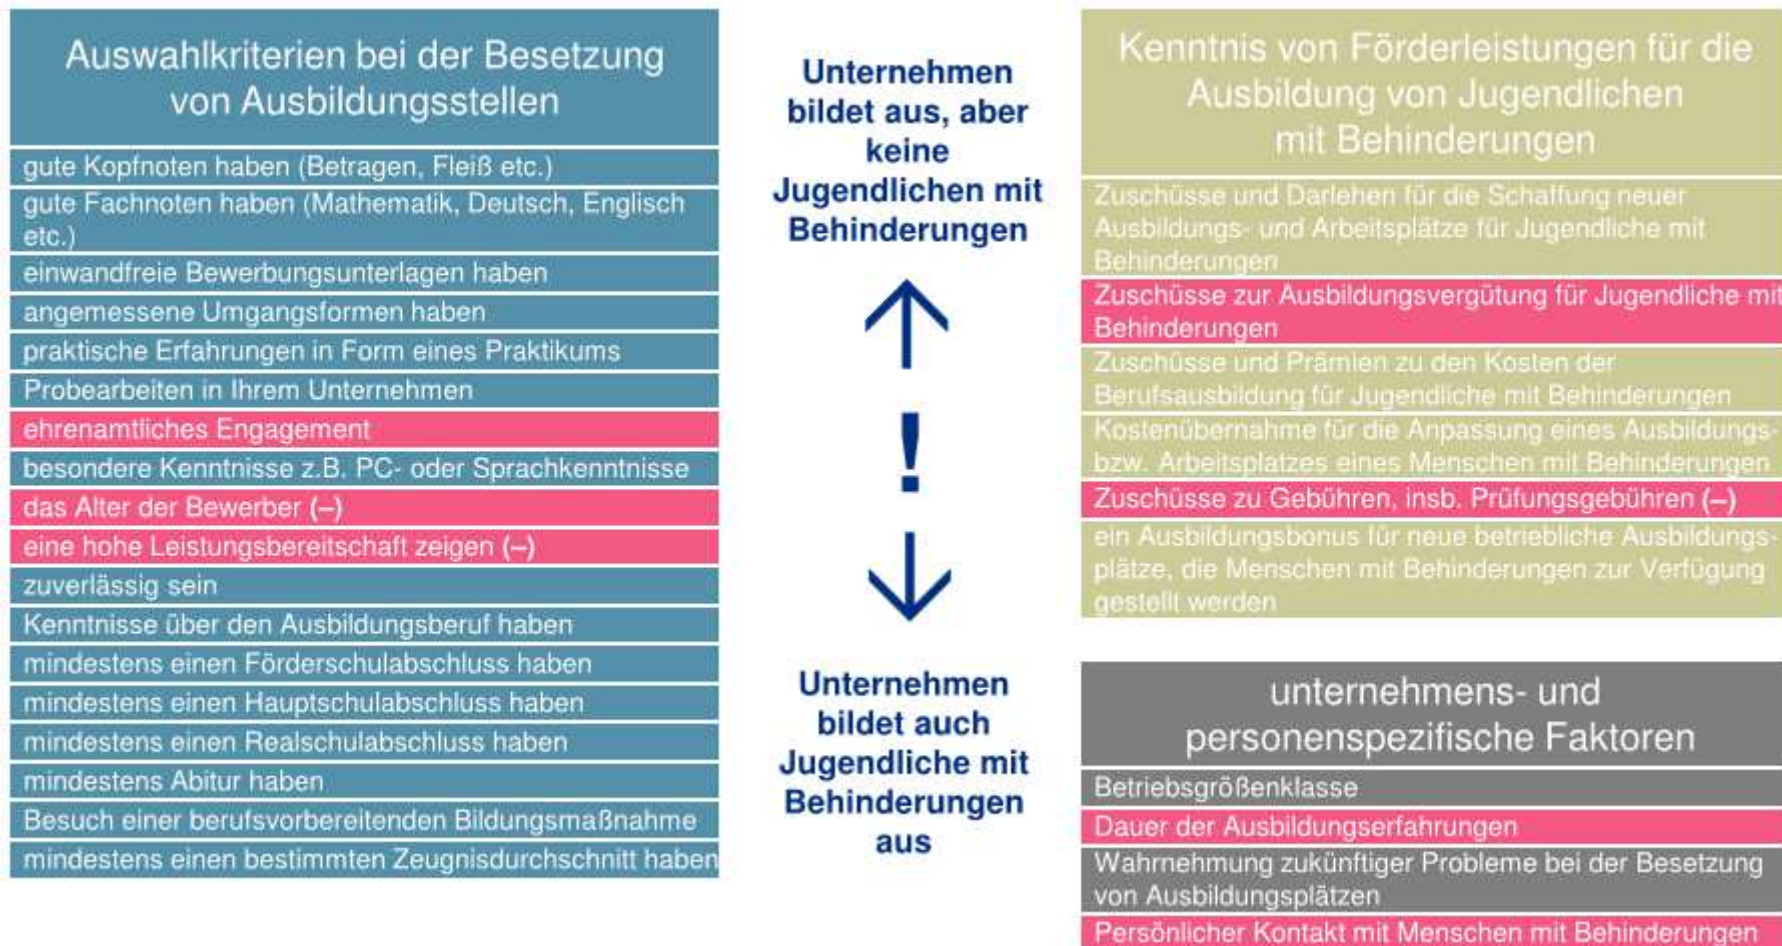 Auswahlkriterien bei der Besetzung
von Ausbildungsstellen
gute Kopfnoten haben (Betragen, Fleiß etc.)
gute Fachnoten haben (Mathematik, Deutsch, Englisch
etc.)
einwandfreie Bewerbungsunterlagen haben
angemessene Umgangsformen haben
praktische Erfahrungen in Form eines Praktikums
Probearbeiten in Ihrem Unternehmen
ehrenamtliches Engagement
besondere Kenntnisse z.B. PC- oder Sprachkenntnisse
das Alter der Bewerber (–)
eine hohe Leistungsbereitschaft zeigen (–)
zuverlässig sein
Kenntnisse über den Ausbildungsberuf haben
mindestens einen Förderschulabschluss haben
mindestens einen Hauptschulabschluss haben
mindestens einen Realschulabschluss haben
mindestens Abitur haben
Besuch einer berufsvorbereitenden Bildungsmaßnahme
mindestens einen bestimmten Zeugnisdurchschnitt haben
Unternehmen
bildet aus, aber
keine
Jugendlichen mit
Behinderungen
!
Unternehmen
bildet auch
Jugendliche mit
Behinderungen
aus
Kenntnis von Förderleistungen für die
Ausbildung von Jugendlichen
mit Behinderungen
Zuschüsse und Darlehen für die Schaffung neuer
Ausbildungs- und Arbeitsplätze für Jugendliche mit
Behinderungen
Zuschüsse zur Ausbildungsvergütung für Jugendliche mit
Behinderungen
Zuschüsse und Prämien zu den Kosten der
Berufsausbildung für Jugendliche mit Behinderungen
Kostenübernahme für die Anpassung eines Ausbildungs-
bzw. Arbeitsplatzes eines Menschen mit Behinderungen
Zuschüsse zu Gebühren, insb. Prüfungsgebühren (–)
ein Ausbildungsbonus für neue betriebliche Ausbildungs-
plätze, die Menschen mit Behinderungen zur Verfügung
gestellt werden
unternehmens- und
personenspezifische Faktoren
Betriebsgrößenklasse
Dauer der Ausbildungserfahrungen
Wahrnehmung zukünftiger Probleme bei der Besetzung
von Ausbildungsplätzen
Persönlicher Kontakt mit Menschen mit Behinderungen